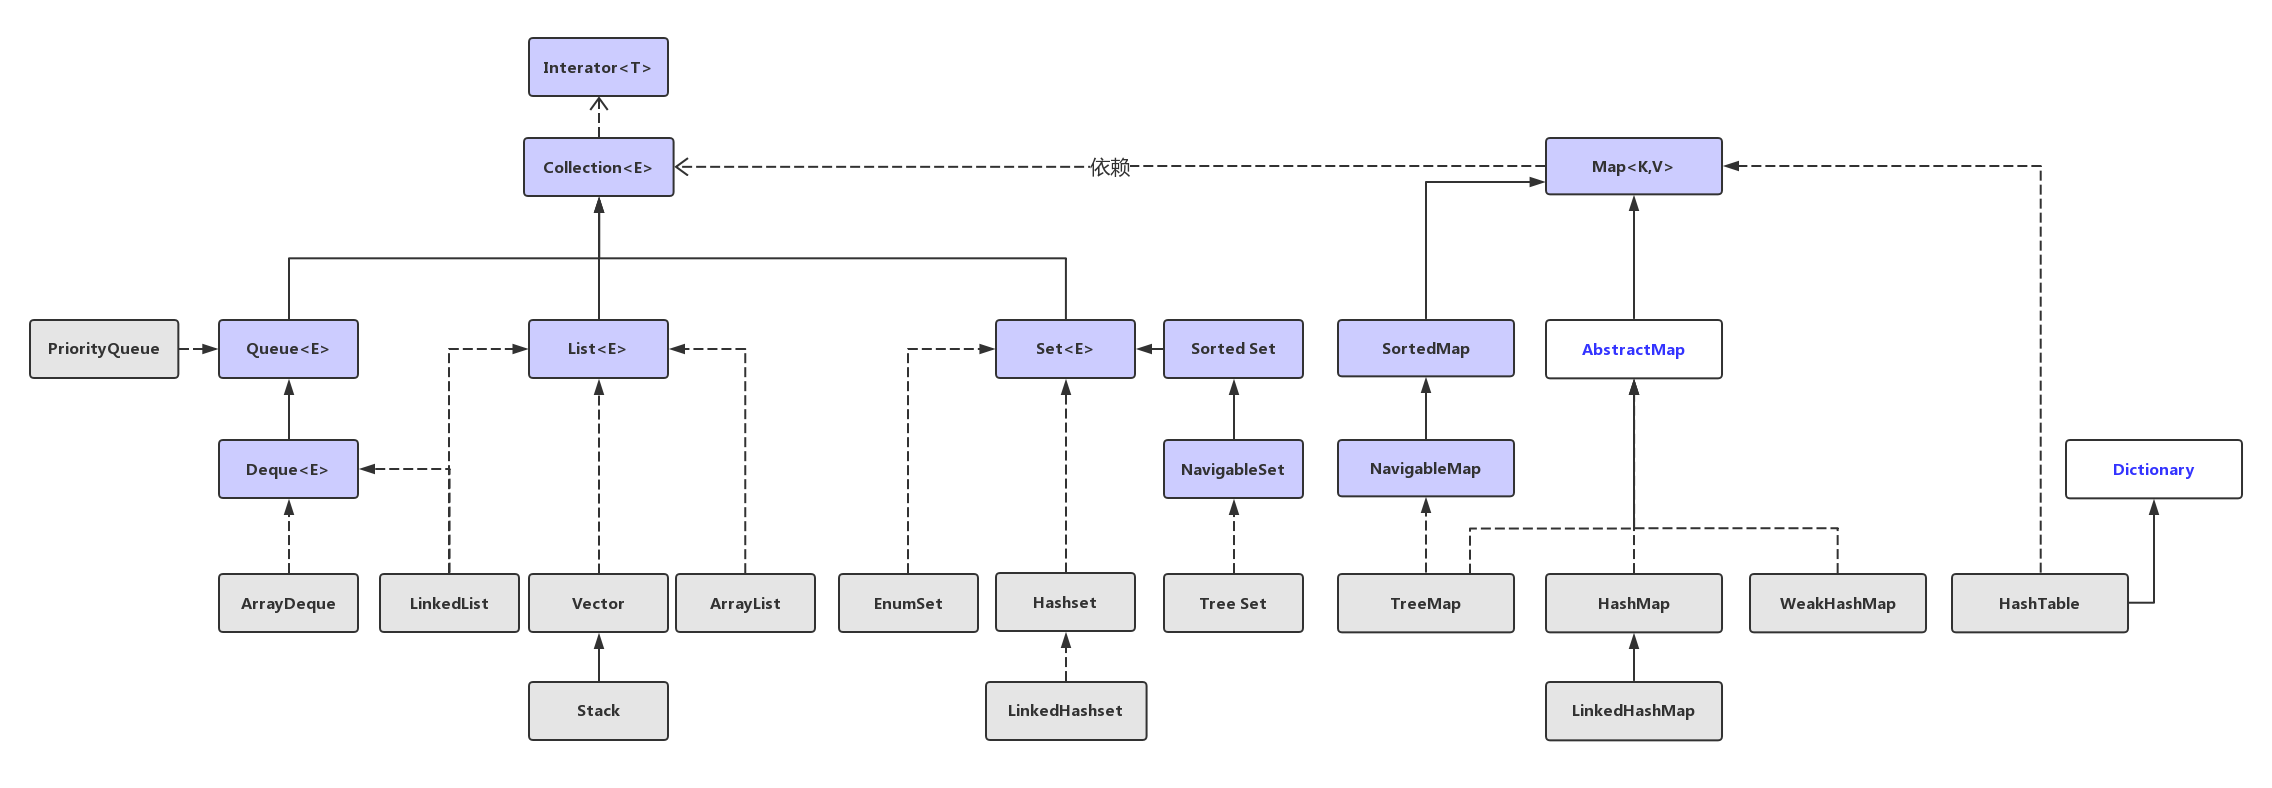 Interator<T>
Collection<E>
依赖
Map<K,V>
PriorityQueue
Queue<E>
List<E>
Set<E>
Sorted Set
SortedMap
AbstractMap
Deque<E>
NavigableSet
NavigableMap
Dictionary
ArrayDeque
LinkedList
Vector
ArrayList
EnumSet
Hashset
Tree Set
TreeMap
HashMap
WeakHashMap
HashTable
Stack
LinkedHashset
LinkedHashMap